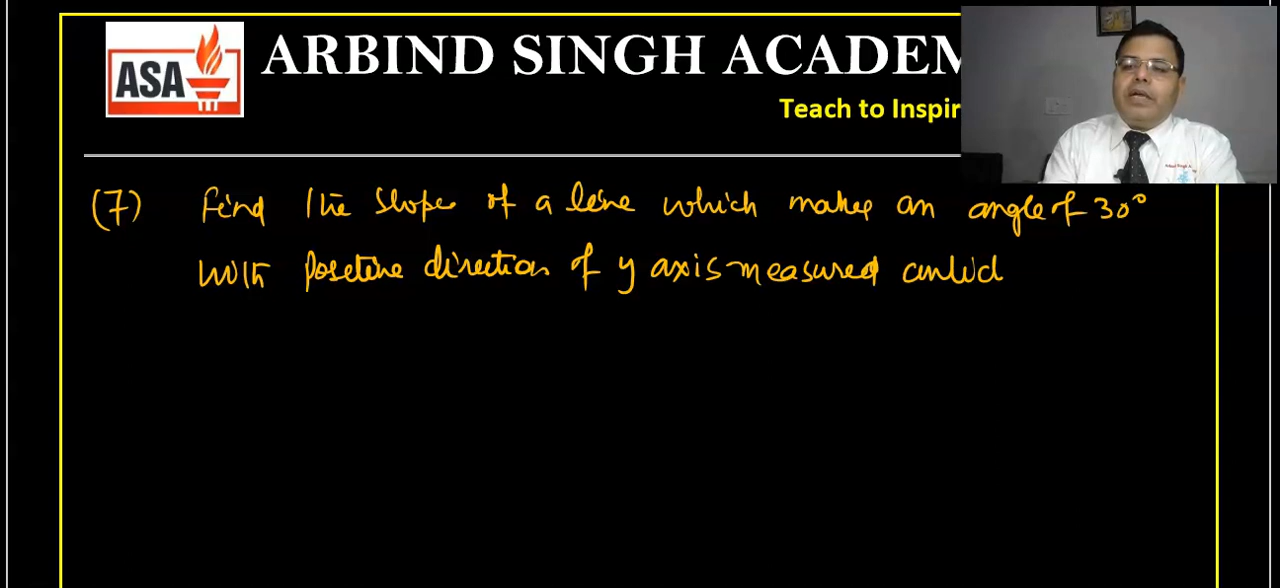 ASA ARBIND SINGH ACADEM
Teach to Inspir
(7) Find the slope of a line which makes an angle of 30°
with positive direction of y axis measured anticl